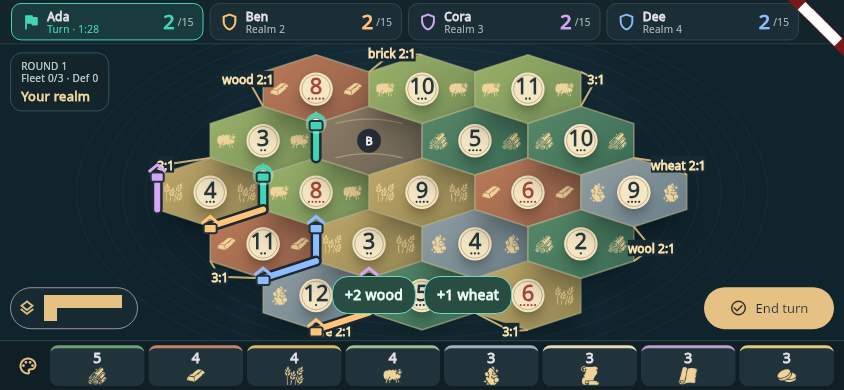 Ada
Turn · 1:28
2 /15
Ben
Realm 2
2 /15
Cora
Realm 3
2 /15
Dee
Realm 4
2 /15
ROUND 1
Fleet 0/3 · Def 0
Your realm
brick 2:1
wood 2:1
8
10
11
3:1
3
B
5
10
3:1
4
8
9
6
9
wheat 2:1
11
3
4
2
wool 2:1
3:1
12
+2 wood
5
+1 wheat
6
2:1
3:1
End turn
5
4
4
4
3
3
3
3